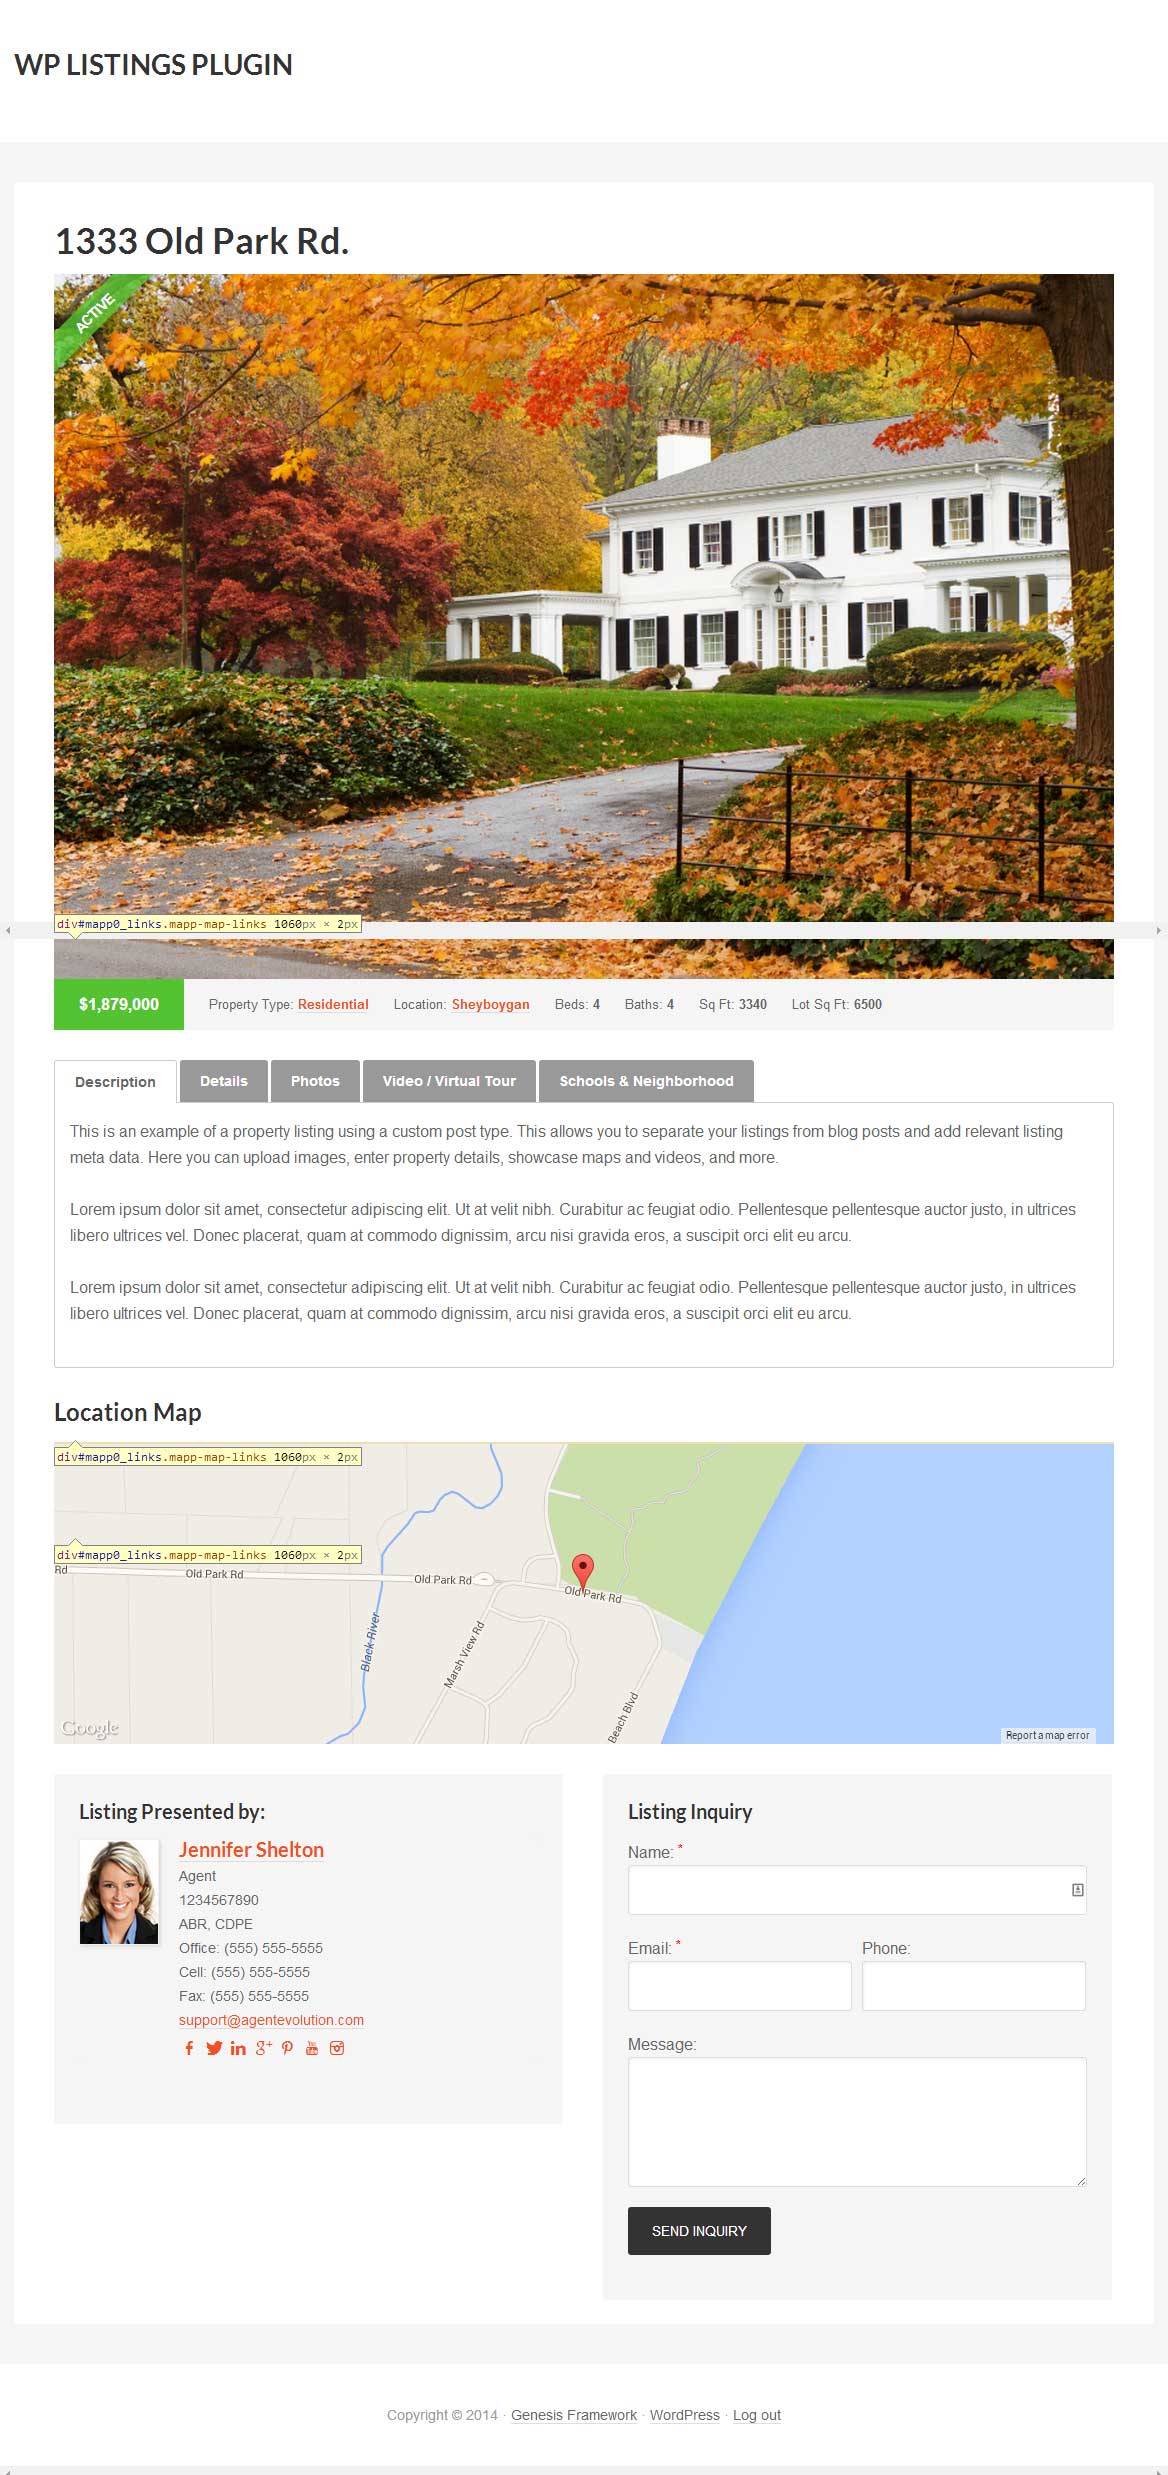 WP LISTINGS PLUGIN
1333 Old Park Rd.
ACTIVE
div#mapp0_links.mapp-map-links 1060px × 2px
$1,879,000 Property Type: Residential Location: Sheyboygan Beds: 4 Baths: 4 Sq Ft: 3340 Lot Sq Ft: 6500
Description Details Photos Video / Virtual Tour Schools & Neighborhood
This is an example of a property listing using a custom post type. This allows you to separate your listings from blog posts and add relevant listing
meta data. Here you can upload images, enter property details, showcase maps and videos, and more.
Lorem ipsum dolor sit amet, consectetur adipiscing elit. Ut at velit nibh. Curabitur ac feugiat odio. Pellentesque pellentesque auctor justo, in ultrices
libero ultrices vel. Donec placerat, quam at commodo dignissim, arcu nisi gravida eros, a suscipit orci elit eu arcu.
Lorem ipsum dolor sit amet, consectetur adipiscing elit. Ut at velit nibh. Curabitur ac feugiat odio. Pellentesque pellentesque auctor justo, in ultrices
libero ultrices vel. Donec placerat, quam at commodo dignissim, arcu nisi gravida eros, a suscipit orci elit eu arcu.
Location Map
div#mapp0_links.mapp-map-links 1060px × 2px
div#mapp0_links.mapp-map-links 1060px × 2px
Rd
Old Park Rd
Old Park Rd
Old Park Rd
Black River
Marsh View Rd
Beach Blvd
Google
Report a map error
Listing Presented by:
Jennifer Shelton
Agent
1234567890
ABR, CDPE
Office: (555) 555-5555
Cell: (555) 555-5555
Fax: (555) 555-5555
support@agentevolution.com
Listing Inquiry
Name: *
Email: * Phone:
Message:
SEND INQUIRY
Copyright © 2014 · Genesis Framework · WordPress · Log out